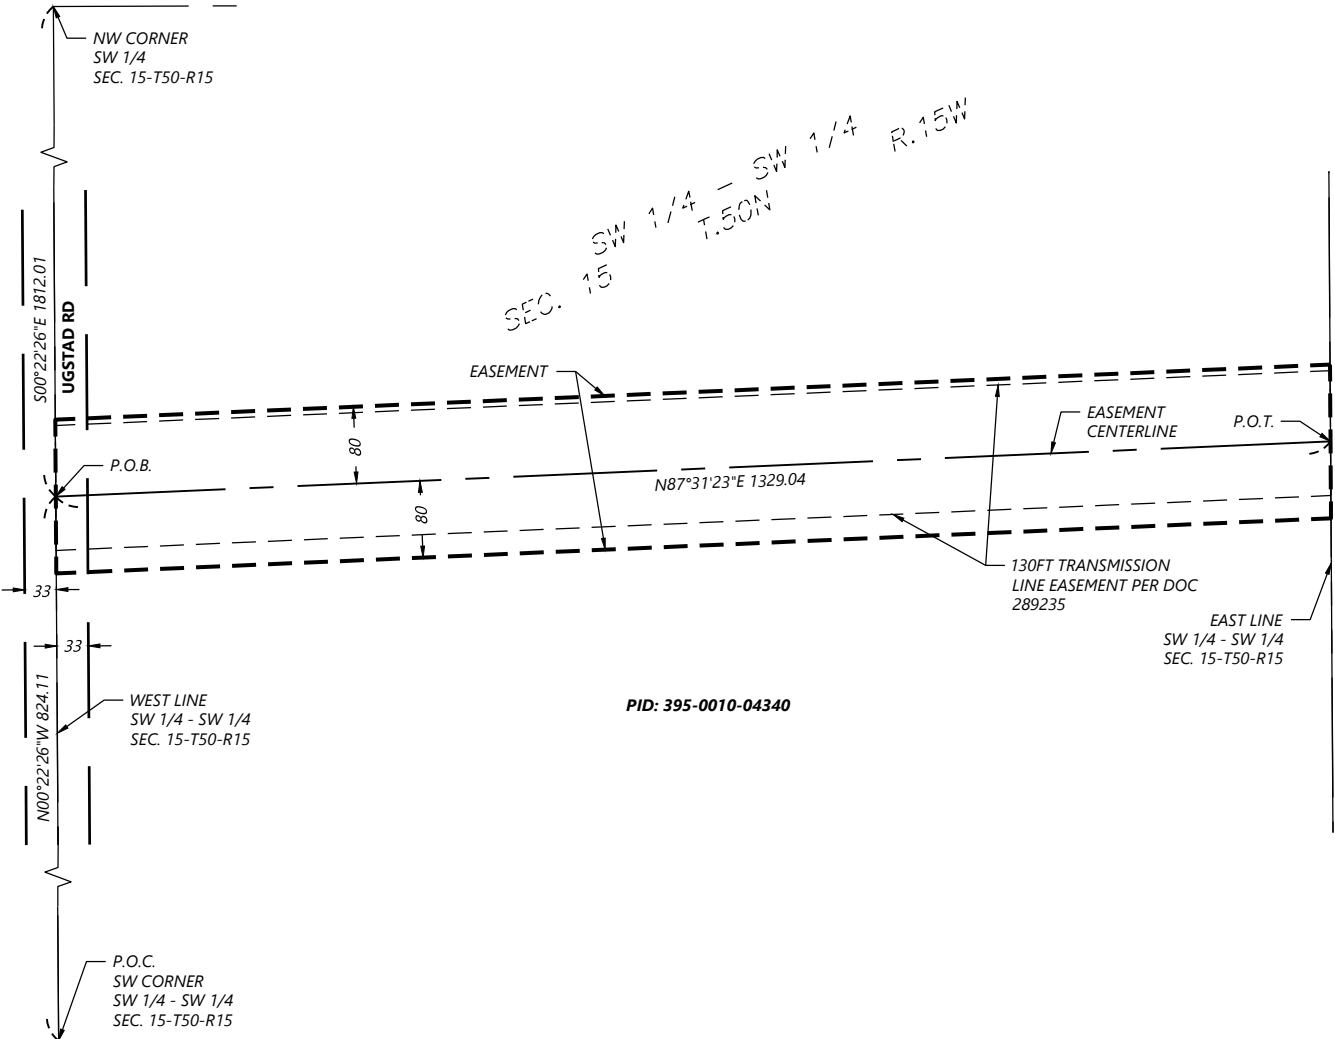 NW CORNER
SW 1/4
SEC. 15-T50-R15
SW 1/4 - SW 1/4 R.15W
SEC. 15 T.50N
S00°22'26"E 1812.01
UGSTAD RD
EASEMENT
80
EASEMENT
CENTERLINE
P.O.T.
P.O.B.
N87°31'23"E 1329.04
80
130FT TRANSMISSION
LINE EASEMENT PER DOC
289235
33
EAST LINE
SW 1/4 - SW 1/4
SEC. 15-T50-R15
33
N00°22'26"W 824.11
WEST LINE
SW 1/4 - SW 1/4
SEC. 15-T50-R15
PID: 395-0010-04340
P.O.C.
SW CORNER
SW 1/4 - SW 1/4
SEC. 15-T50-R15